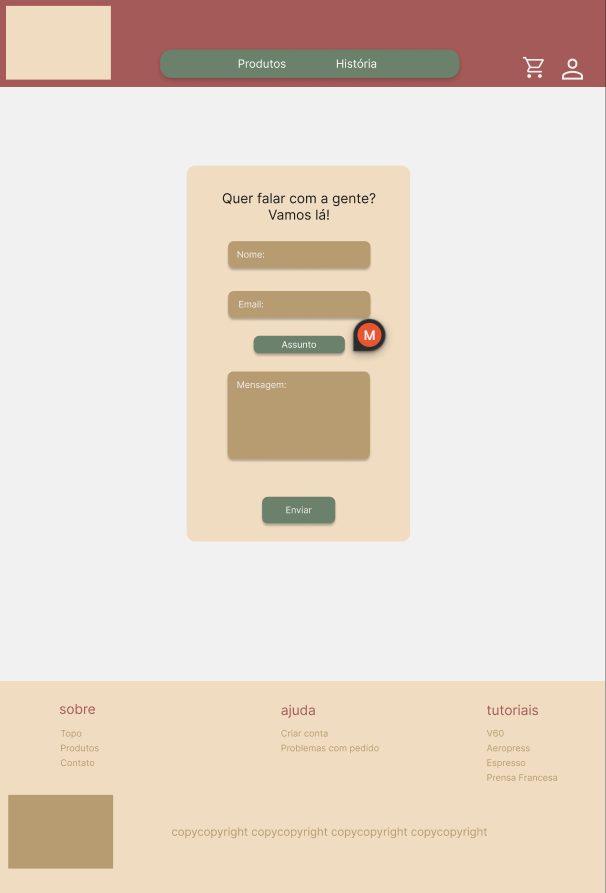 Produtos História
Quer falar com a gente?
Vamos lá!
Nome:
Email:
M
Assunto
Mensagem:
Enviar
sobre
Topo
Produtos
Contato
ajuda
Criar conta
Problemas com pedido
tutoriais
V60
Aeropress
Espresso
Prensa Francesa
copycopyright copycopyright copycopyright copycopyright